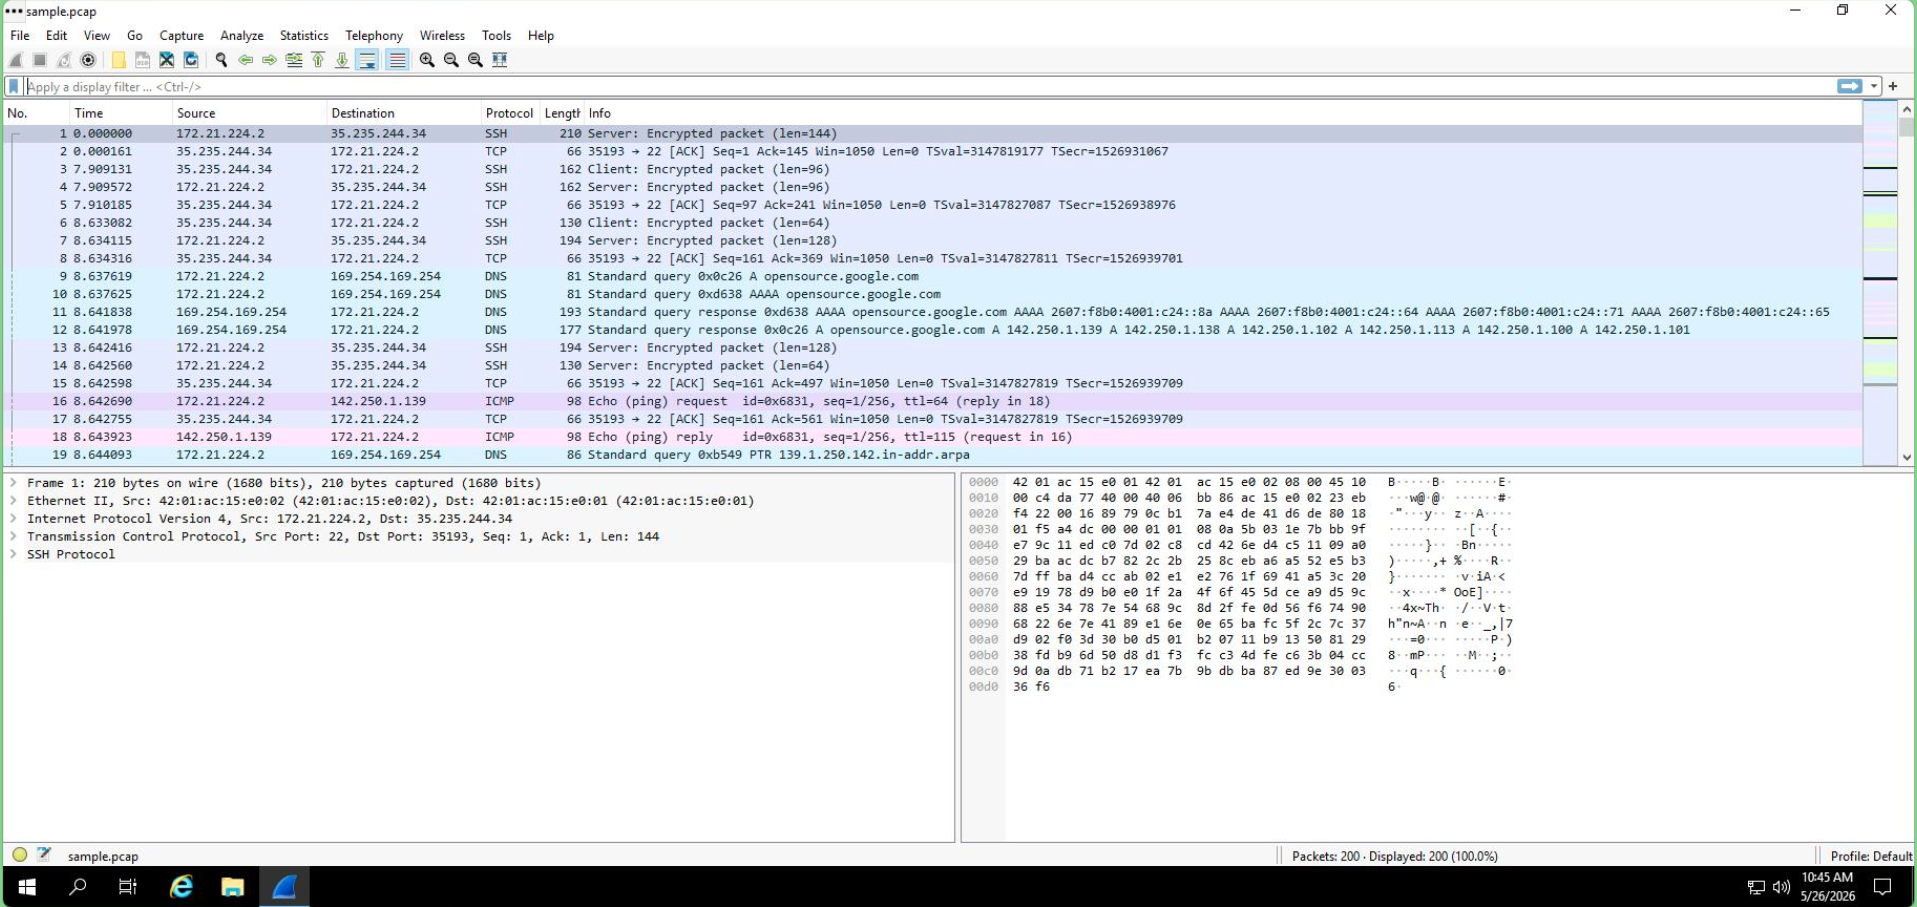 sample.pcap
File Edit View Go Capture Analyze Statistics Telephony Wireless Tools Help
Apply a display filter ... <Ctrl-/>
No. Time Source Destination Protocol Length Info
1 0.000000 172.21.224.2 35.235.244.34 SSH 210 Server: Encrypted packet (len=144)
2 0.000161 35.235.244.34 172.21.224.2 TCP 66 35193 → 22 [ACK] Seq=1 Ack=145 Win=1050 Len=0 TSval=3147819177 TSecr=1526931067
3 7.909131 35.235.244.34 172.21.224.2 SSH 162 Client: Encrypted packet (len=96)
4 7.909572 172.21.224.2 35.235.244.34 SSH 162 Server: Encrypted packet (len=96)
5 7.910185 35.235.244.34 172.21.224.2 TCP 66 35193 → 22 [ACK] Seq=97 Ack=241 Win=1050 Len=0 TSval=3147827087 TSecr=1526938976
6 8.633082 35.235.244.34 172.21.224.2 SSH 130 Client: Encrypted packet (len=64)
7 8.634115 172.21.224.2 35.235.244.34 SSH 194 Server: Encrypted packet (len=128)
8 8.634316 35.235.244.34 172.21.224.2 TCP 66 35193 → 22 [ACK] Seq=161 Ack=369 Win=1050 Len=0 TSval=3147827811 TSecr=1526939701
9 8.637619 172.21.224.2 169.254.169.254 DNS 81 Standard query 0x0c26 A opensource.google.com
10 8.637625 172.21.224.2 169.254.169.254 DNS 81 Standard query 0xd638 AAAA opensource.google.com
11 8.641838 169.254.169.254 172.21.224.2 DNS 193 Standard query response 0xd638 AAAA opensource.google.com AAAA 2607:f8b0:4001:c24::8a AAAA 2607:f8b0:4001:c24::64 AAAA 2607:f8b0:4001:c24::71 AAAA 2607:f8b0:4001:c24::65
12 8.641978 169.254.169.254 172.21.224.2 DNS 177 Standard query response 0x0c26 A opensource.google.com A 142.250.1.139 A 142.250.1.138 A 142.250.1.102 A 142.250.1.113 A 142.250.1.100 A 142.250.1.101
13 8.642416 172.21.224.2 35.235.244.34 SSH 194 Server: Encrypted packet (len=128)
14 8.642560 172.21.224.2 35.235.244.34 SSH 130 Server: Encrypted packet (len=64)
15 8.642598 35.235.244.34 172.21.224.2 TCP 66 35193 → 22 [ACK] Seq=161 Ack=497 Win=1050 Len=0 TSval=3147827819 TSecr=1526939709
16 8.642690 172.21.224.2 142.250.1.139 ICMP 98 Echo (ping) request id=0x6831, seq=1/256, ttl=64 (reply in 18)
17 8.642755 35.235.244.34 172.21.224.2 TCP 66 35193 → 22 [ACK] Seq=161 Ack=561 Win=1050 Len=0 TSval=3147827819 TSecr=1526939709
18 8.643923 142.250.1.139 172.21.224.2 ICMP 98 Echo (ping) reply id=0x6831, seq=1/256, ttl=115 (request in 16)
19 8.644093 172.21.224.2 169.254.169.254 DNS 86 Standard query 0xb549 PTR 139.1.250.142.in-addr.arpa
Frame 1: 210 bytes on wire (1680 bits), 210 bytes captured (1680 bits)
Ethernet II, Src: 42:01:ac:15:e0:02 (42:01:ac:15:e0:02), Dst: 42:01:ac:15:e0:01 (42:01:ac:15:e0:01)
Internet Protocol Version 4, Src: 172.21.224.2, Dst: 35.235.244.34
Transmission Control Protocol, Src Port: 22, Dst Port: 35193, Seq: 1, Ack: 1, Len: 144
SSH Protocol
0000 42 01 ac 15 e0 01 42 01 ac 15 e0 02 08 00 45 10 B·····B· ······E·
0010 00 c4 da 77 40 00 40 06 bb 86 ac 15 e0 02 23 eb ···w@·@· ······#·
0020 f4 22 00 16 89 79 0c b1 7a e4 de 41 d6 de 80 18 ·"···y·· z··A····
0030 01 f5 a4 dc 00 00 01 01 08 0a 5b 03 1e 7b bb 9f ········ ··[··{··
0040 e7 9c 11 ed c0 7d 02 c8 cd 42 6e d4 c5 11 09 a0 ·····}·· ·Bn·····
0050 29 ba ac dc b7 82 2c 2b 25 8c eb a6 a5 52 e5 b3 )·····,+ %····R··
0060 7d ff ba d4 cc ab 02 e1 e2 76 1f 69 41 a5 3c 20 }······· ·v·iA·<
0070 e9 19 78 d9 b0 e0 1f 2a 4f 6f 45 5d ce a9 d5 9c ··x····* OoE]····
0080 88 e5 34 78 7e 54 68 9c 8d 2f fe 0d 56 f6 74 90 ··4x~Th· ·/··V·t·
0090 68 22 6e 7e 41 89 e1 6e 0e 65 ba fc 5f 2c 7c 37 h"n~A··n ·e··_,|7
00a0 d9 02 f0 3d 30 b0 d5 01 b2 07 11 b9 13 50 81 29 ···=0··· ·····P·)
00b0 38 fd b9 6d 50 d8 d1 f3 fc c3 4d fe c6 3b 04 cc 8··mP··· ··M··;··
00c0 9d 0a db 71 b2 17 ea 7b 9b db ba 87 ed 9e 30 03 ···q···{ ······0·
00d0 36 f6 6·
sample.pcap Packets: 200 · Displayed: 200 (100.0%) Profile: Default
10:45 AM
5/26/2026